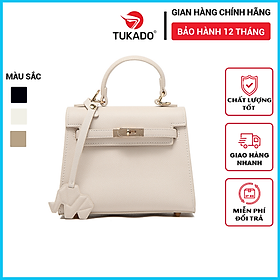 TUKADO
GIAN HÀNG CHÍNH HÃNG
BẢO HÀNH 12 THÁNG
MÀU SẮC
CHẤT LƯỢNG
TỐT
GIAO HÀNG
NHANH
MIỄN PHÍ
ĐỔI TRẢ